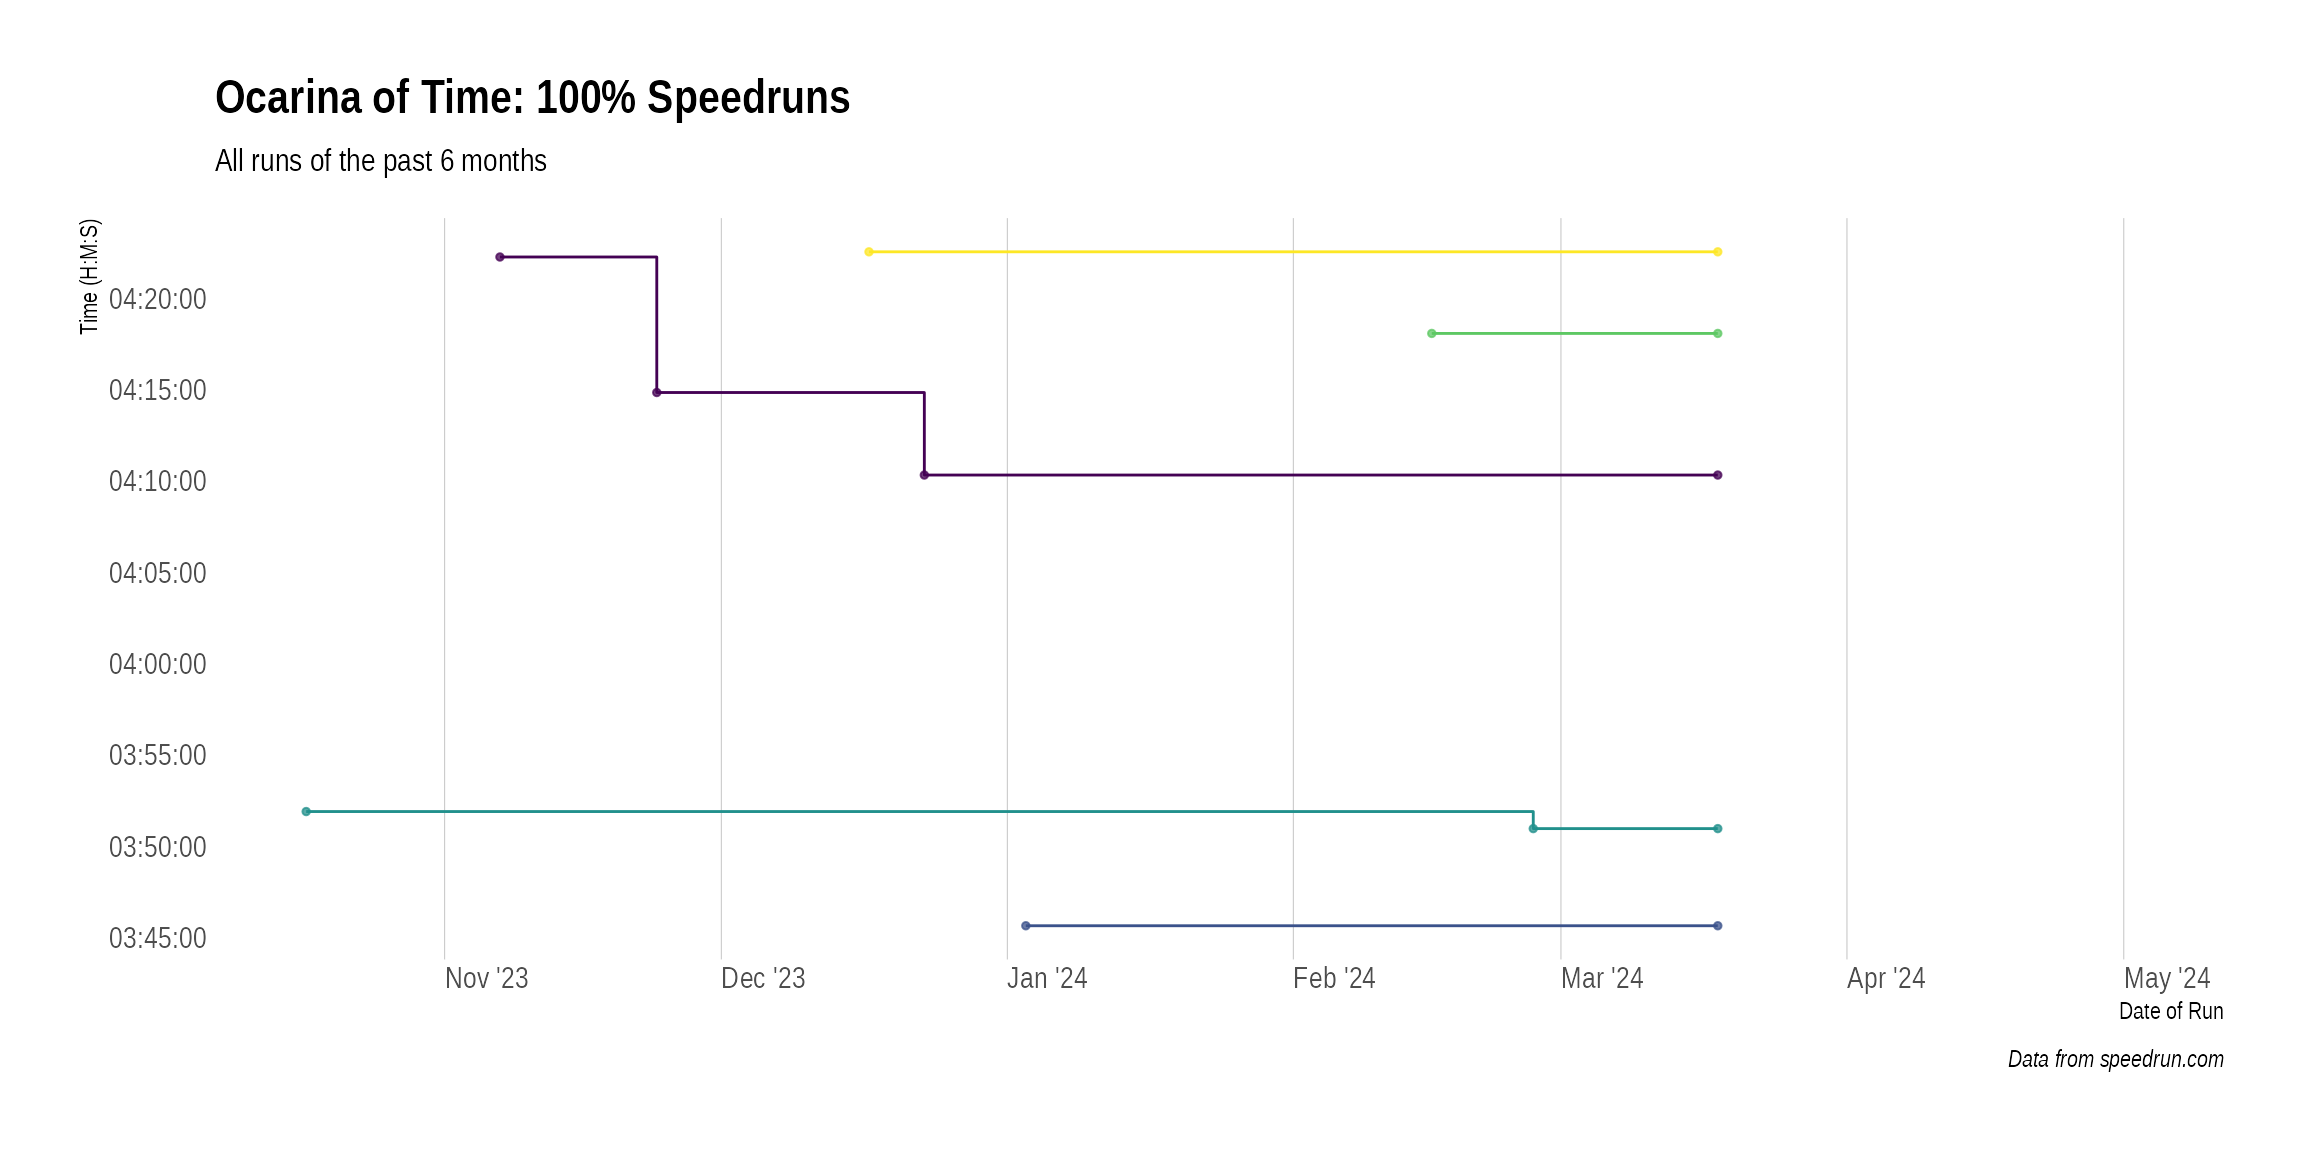 Ocarina of Time: 100% Speedruns
All runs of the past 6 months
Time (H:M:S)
04:20:00
04:15:00
04:10:00
04:05:00
04:00:00
03:55:00
03:50:00
03:45:00
Nov '23 Dec '23 Jan '24 Feb '24 Mar '24 Apr '24 May '24
Date of Run
Data from speedrun.com